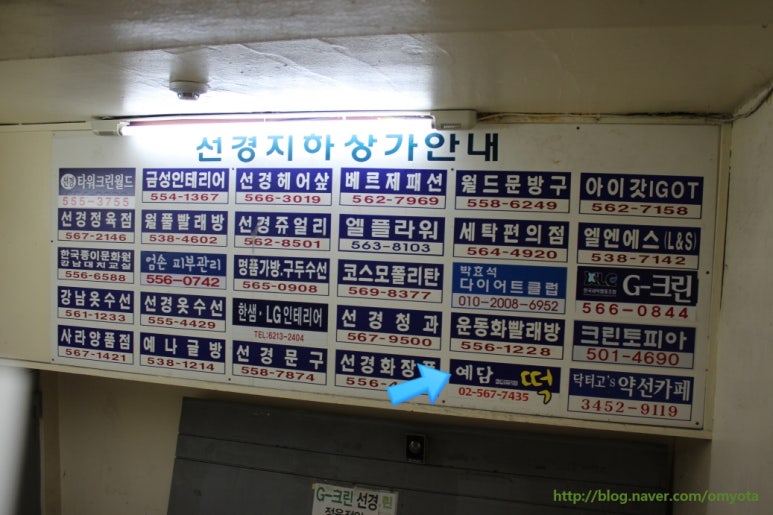 선경지하상가안내
타워크린월드
555-3755
금성인테리어
554-1367
선경헤어샾
566-3019
베르제패션
562-7969
월드문방구
558-6249
아이갓IGOT
562-7158
선경정육점
567-2146
월풀빨래방
538-4602
선경쥬얼리
562-8501
엘플라워
563-8103
세탁편의점
564-4920
엘엔에스(L&S)
538-7142
한국종이문화원
강남대치교실
556-6588
엄손 피부관리
556-0742
명품가방.구두수선
565-0908
코스모폴리탄
569-8377
박효석
다이어트클럽
010-2008-6952
G-크린
566-0844
강남옷수선
561-1233
선경옷수선
555-4429
한샘·LG인테리어
TEL:6213-2404
선경청과
567-9500
운동화빨래방
556-1228
크린토피아
501-4690
사라양품점
567-1421
예나글방
538-1214
선경문구
558-7874
선경화장품
556-4
예담 떡
02-567-7435
닥터고's 약선카페
3452-9119
G-크린 선경
http://blog.naver.com/omyota